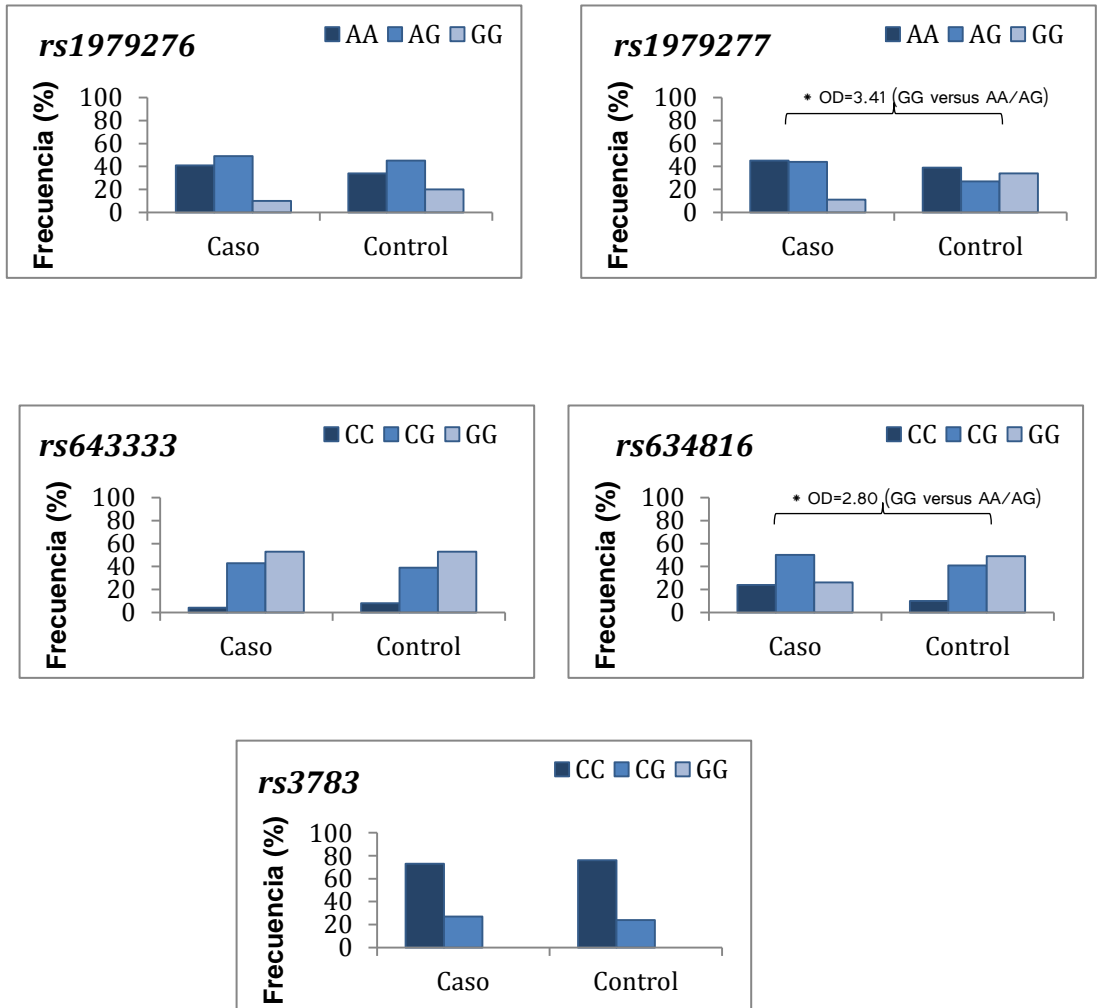 rs1979276
AA AG GG
Frecuencia (%)
100
80
60
40
20
0
Caso Control
rs1979277
AA AG GG
* OD=3.41 (GG versus AA/AG)
Frecuencia (%)
100
80
60
40
20
0
Caso Control
rs643333
CC CG GG
Frecuencia (%)
100
80
60
40
20
0
Caso Control
rs634816
CC CG GG
* OD=2.80 (GG versus AA/AG)
Frecuencia (%)
100
80
60
40
20
0
Caso Control
rs3783
CC CG GG
Frecuencia (%)
100
80
60
40
20
0
Caso Control